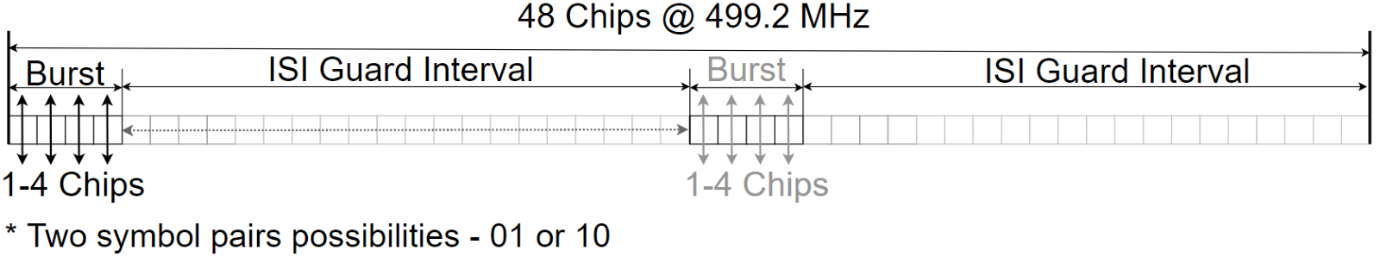 48 Chips @ 499.2 MHz
Burst ISI Guard Interval Burst ISI Guard Interval
1-4 Chips 1-4 Chips
* Two symbol pairs possibilities - 01 or 10